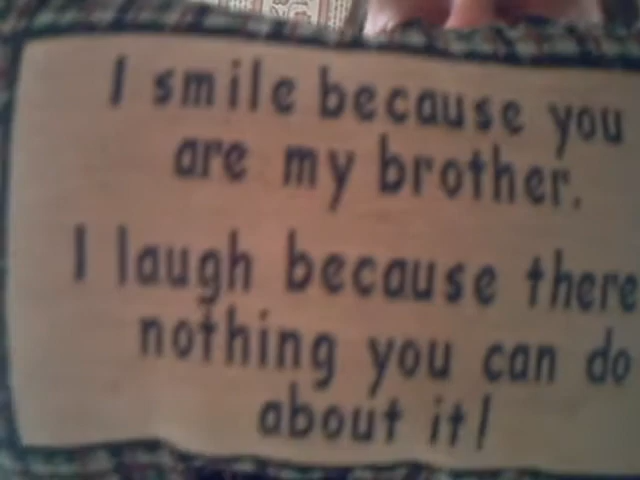 I smile because you
are my brother.
I laugh because there
nothing you can do
about it!